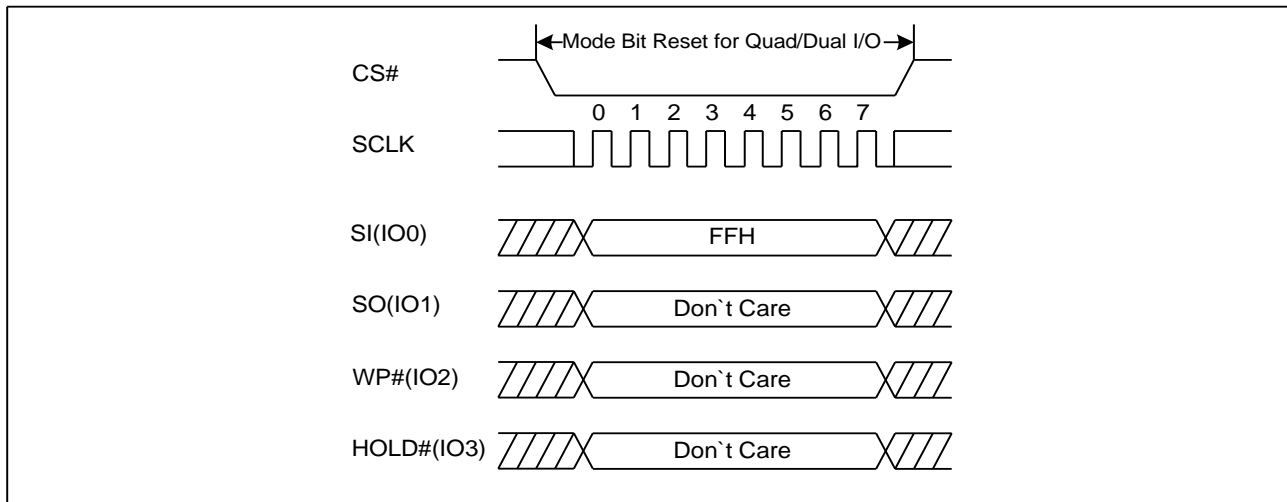 Mode Bit Reset for Quad/Dual I/O
CS#
0 1 2 3 4 5 6 7
SCLK
SI(IO0) FFH
SO(IO1) Don`t Care
WP#(IO2) Don`t Care
HOLD#(IO3) Don`t Care